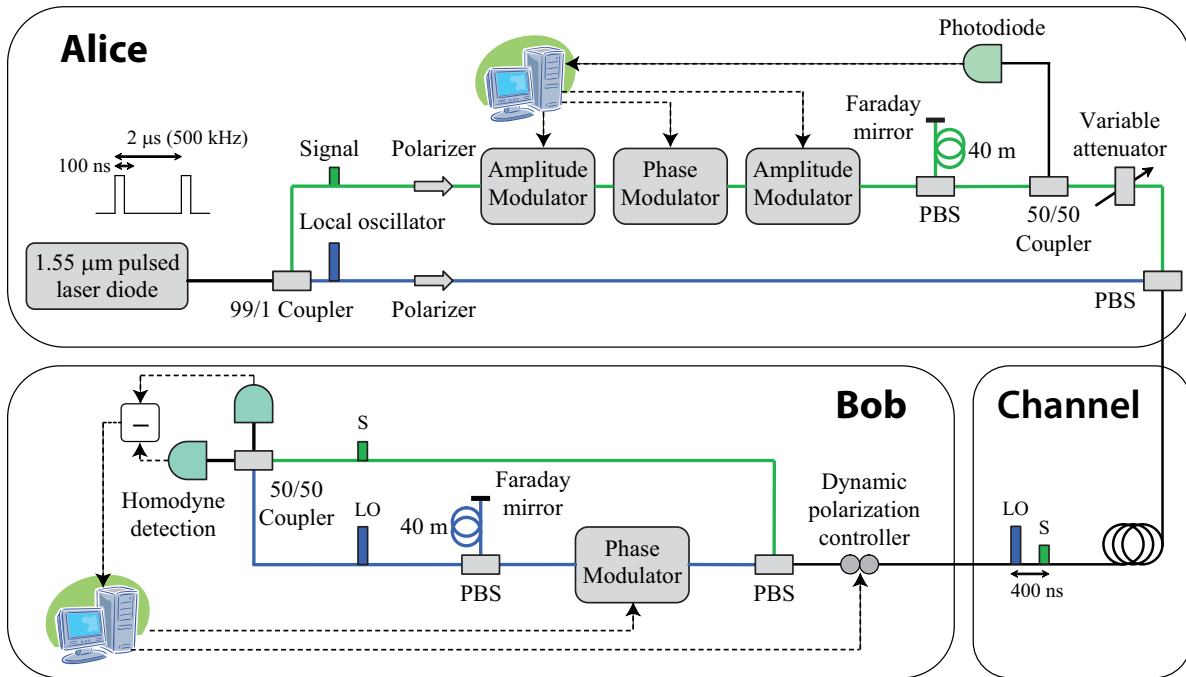 Alice
Photodiode
2 µs (500 kHz)
100 ns
Signal
Polarizer
Faraday
mirror
40 m
Variable
attenuator
Amplitude
Modulator
Phase
Modulator
Amplitude
Modulator
PBS
50/50
Coupler
Local oscillator
1.55 µm pulsed
laser diode
99/1 Coupler
Polarizer
PBS
Bob
Channel
–
S
Homodyne
detection
50/50
Coupler
LO
40 m
Faraday
mirror
PBS
Phase
Modulator
PBS
Dynamic
polarization
controller
LO
S
400 ns